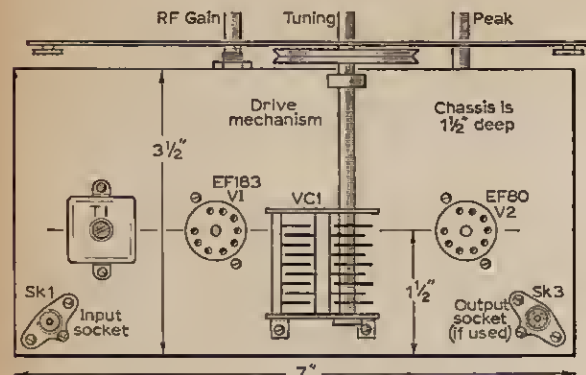 RF Gain
Tuning
Peak
Drive
mechanism
Chassis is
1½" deep
3½"
EF183
V1
VC1
EF80
V2
T1
Sk1
Input
socket
1½"
Output
socket
(if used)
Sk3
7"